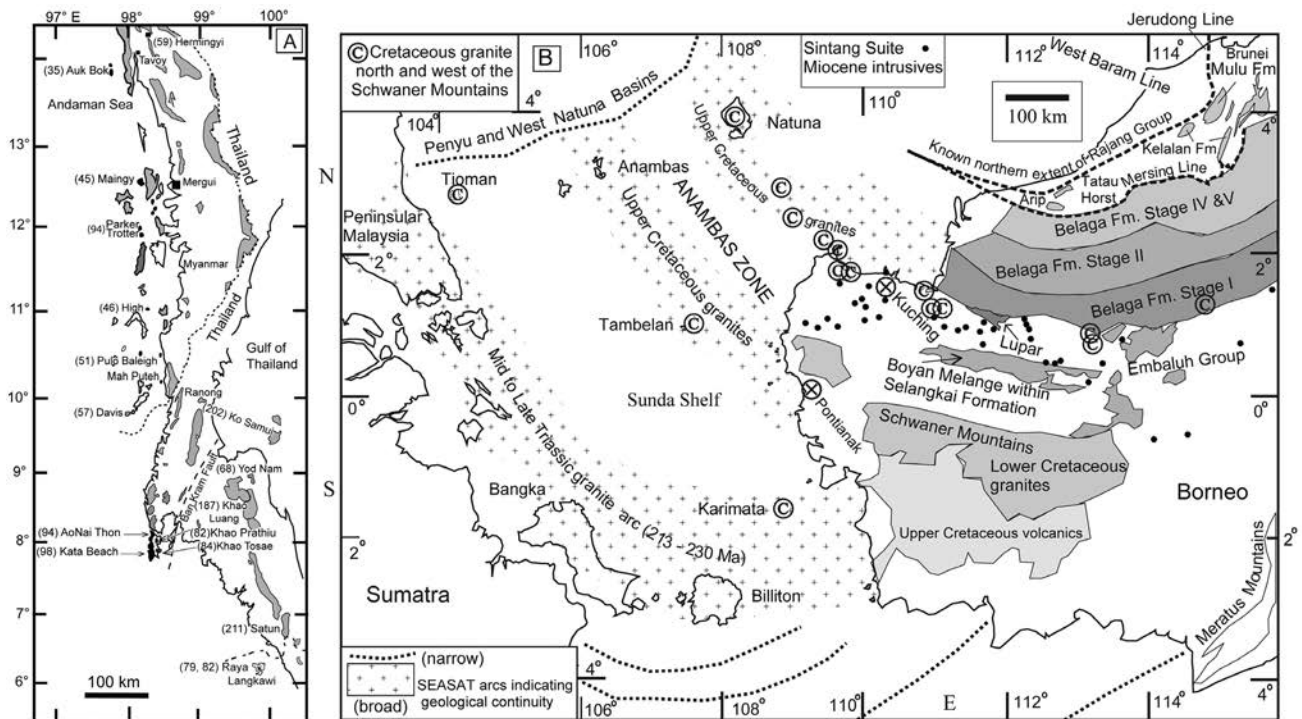 97° E 98° 99° 100°
A
(59) Hermingyi
Tavoy
(35) Auk Bok
Andaman Sea
13°
Thailand
(45) Maingy
Mergui
(94) Parker
Trotter
12°
Myanmar
11°
(46) High
Thailand
Gulf of
Thailand
(51) Pulo Baleigh
Mah Puteh
10°
Ranong
(57) Davis
(202) Ko Samui
9°
Ban Kram Fault
(68) Yod Nam
(187) Khao
Luang
(94) AoNai Thon
(82)Khao Prathiu
8°
(98) Kata Beach
(84)Khao Tosae
7°
(211) Satun
(79, 82) Raya
Langkawi
6°
100 km
© Cretaceous granite
north and west of the
Schwaner Mountains
B
106° 108°
Sintang Suite
Miocene intrusives
Jerudong Line
112° 114°
West Baram Line
Brunei
Mulu Fm
110°
100 km
104° 4°
Penyu and West Natuna Basins
Natuna
4°
Known northern extent of Rajang Group
Kelalan Fm.
N
Anambas
Upper Cretaceous
granites
Tioman
ANAMBAS ZONE
Tatau
Horst
Mersing Line
Arip
Peninsular
Malaysia
Upper Cretaceous granites
Belaga Fm. Stage IV &V
2°
Belaga Fm. Stage II
2°
Kuching
Belaga Fm. Stage I
Tambelan
Lupar
Embaluh Group
Mid to Late Triassic granite arc (213 - 230 Ma)
Boyan Melange within
Selangkai Formation
0°
Sunda Shelf
Pontianak
0°
Schwaner Mountains
Lower Cretaceous
granites
S
Bangka
Karimata
Borneo
Upper Cretaceous volcanics
2°
2°
Sumatra
Billiton
Meratus Mountains
(narrow)
SEASAT arcs indicating
geological continuity
(broad)
4°
4°
106° 108° 110° E 112° 114°